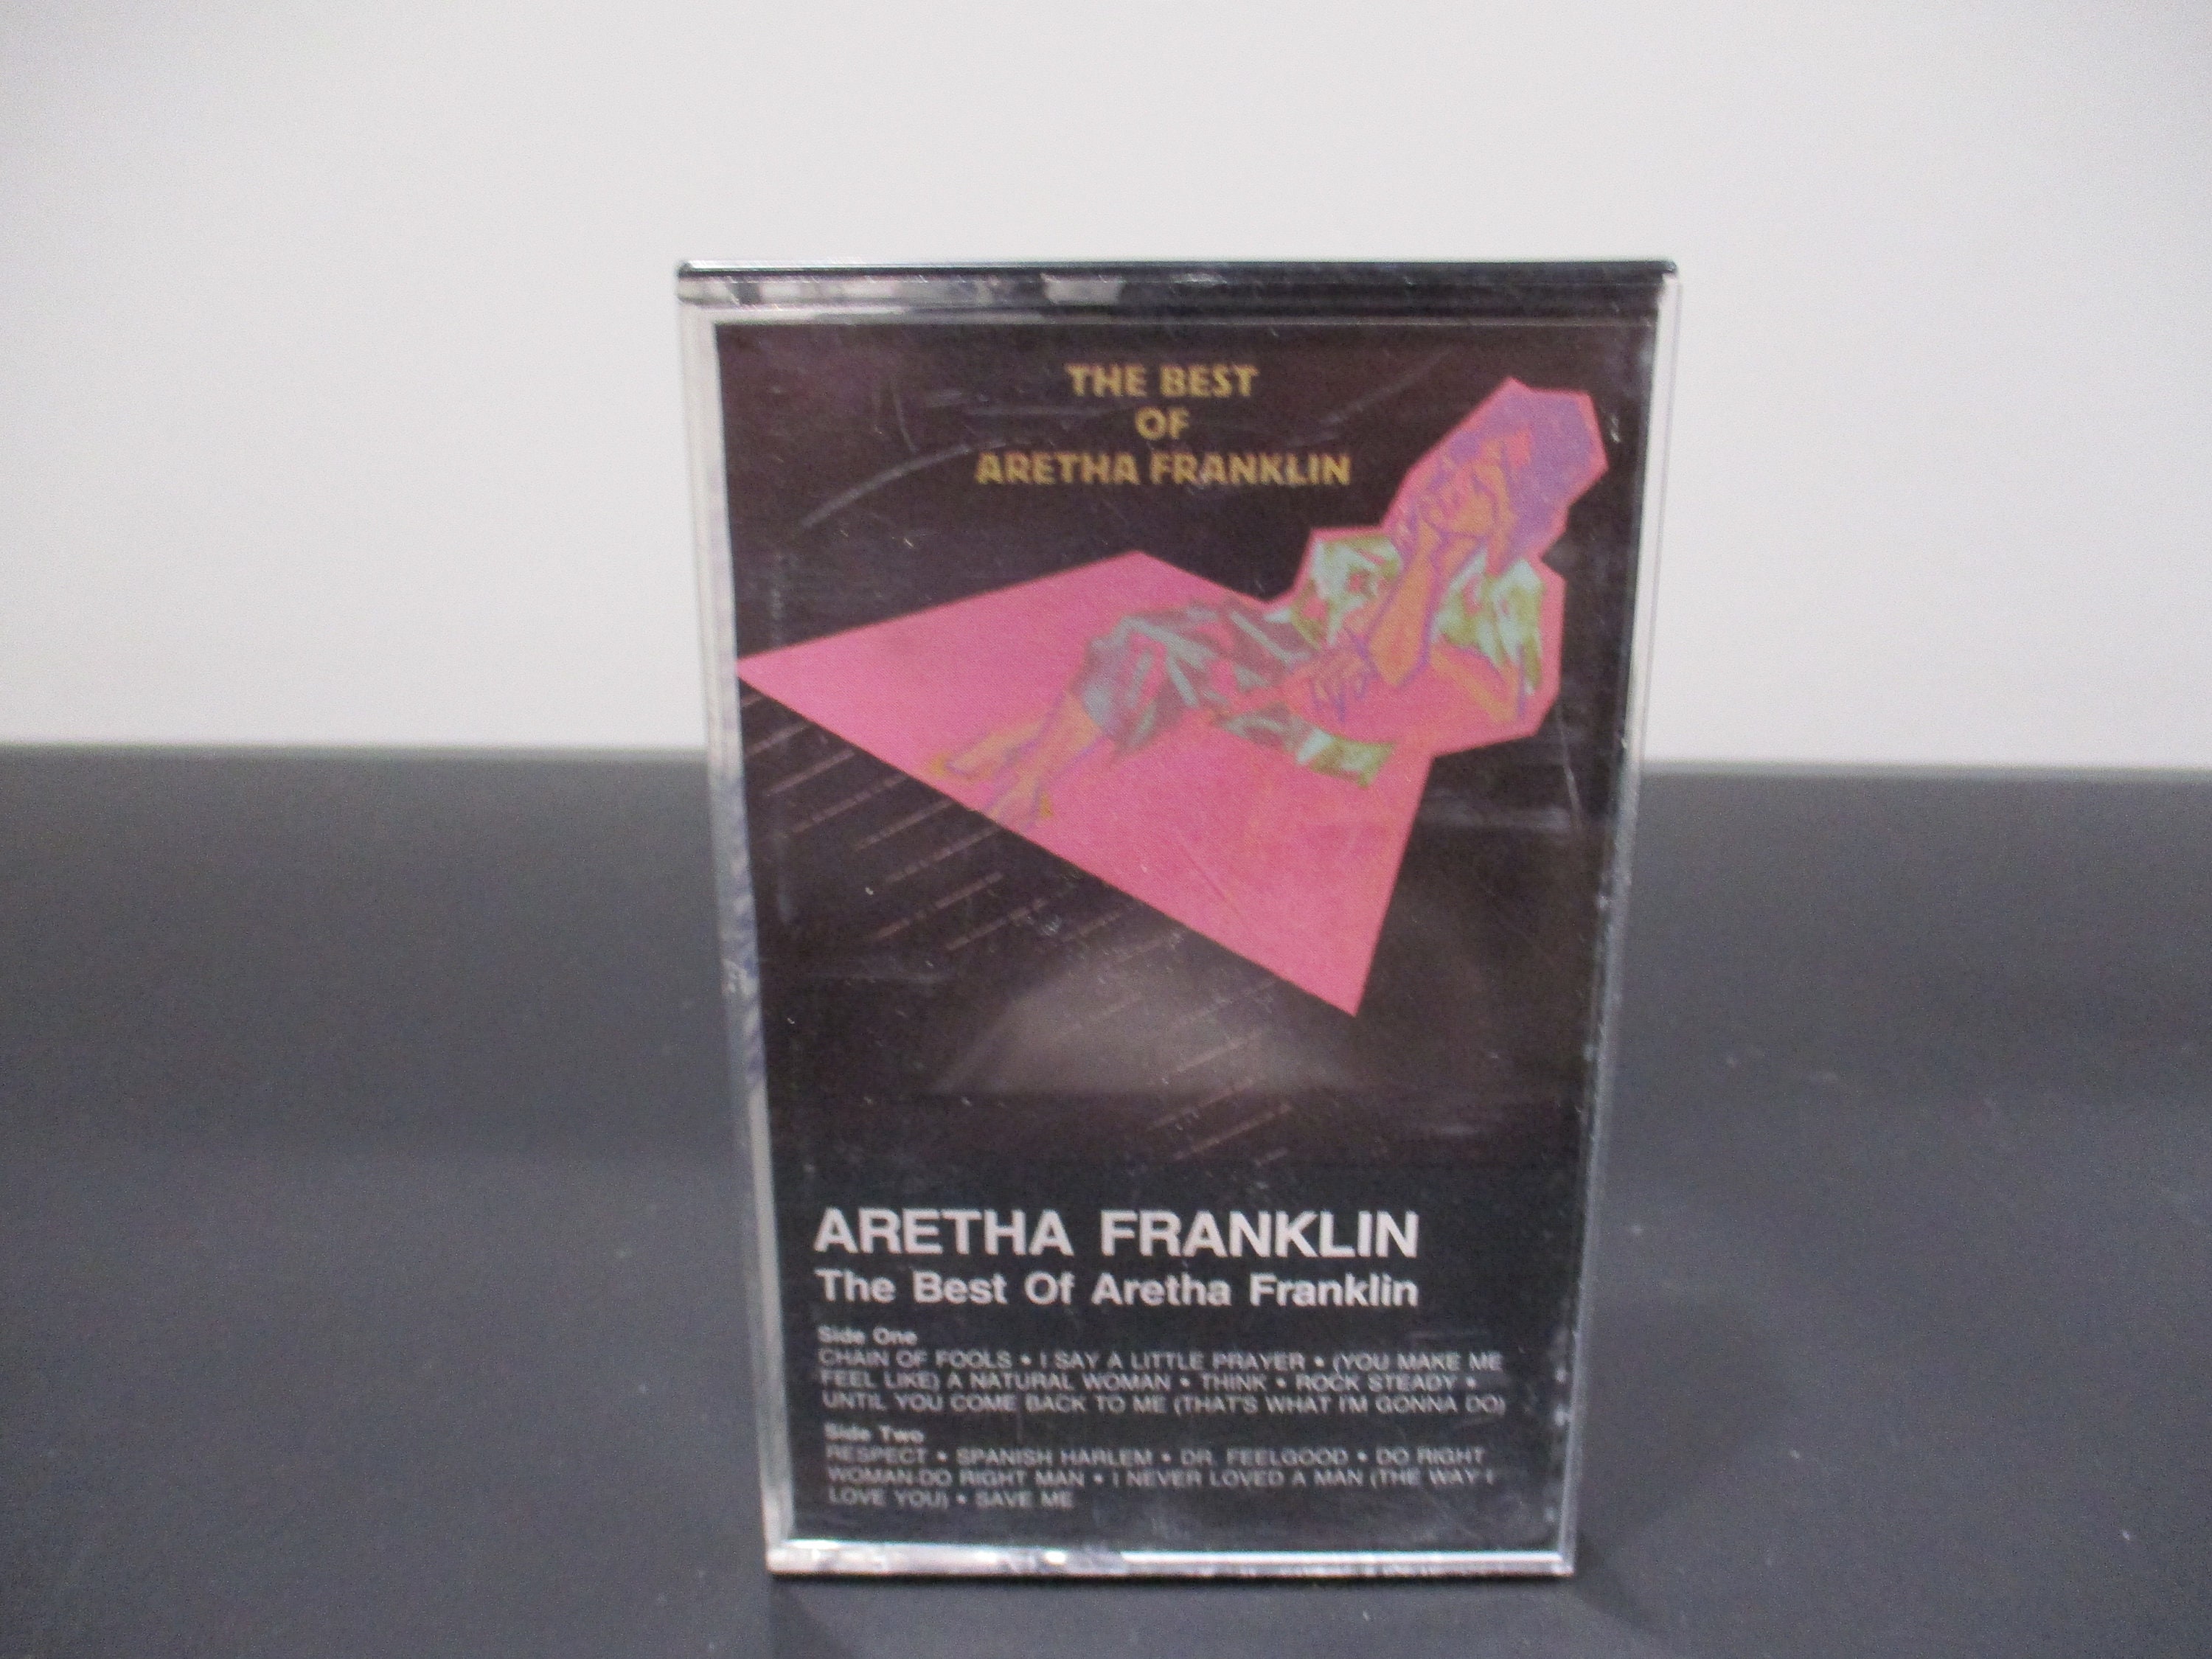 THE BEST
OF
ARETHA FRANKLIN
ARETHA FRANKLIN
The Best Of Aretha Franklin
Side One
CHAIN OF FOOLS • I SAY A LITTLE PRAYER • (YOU MAKE ME
FEEL LIKE) A NATURAL WOMAN • THINK • ROCK STEADY •
UNTIL YOU COME BACK TO ME (THAT'S WHAT I'M GONNA DO)
Side Two
RESPECT • SPANISH HARLEM • DR. FEELGOOD • DO RIGHT
WOMAN-DO RIGHT MAN • I NEVER LOVED A MAN (THE WAY I
LOVE YOU) • SAVE ME